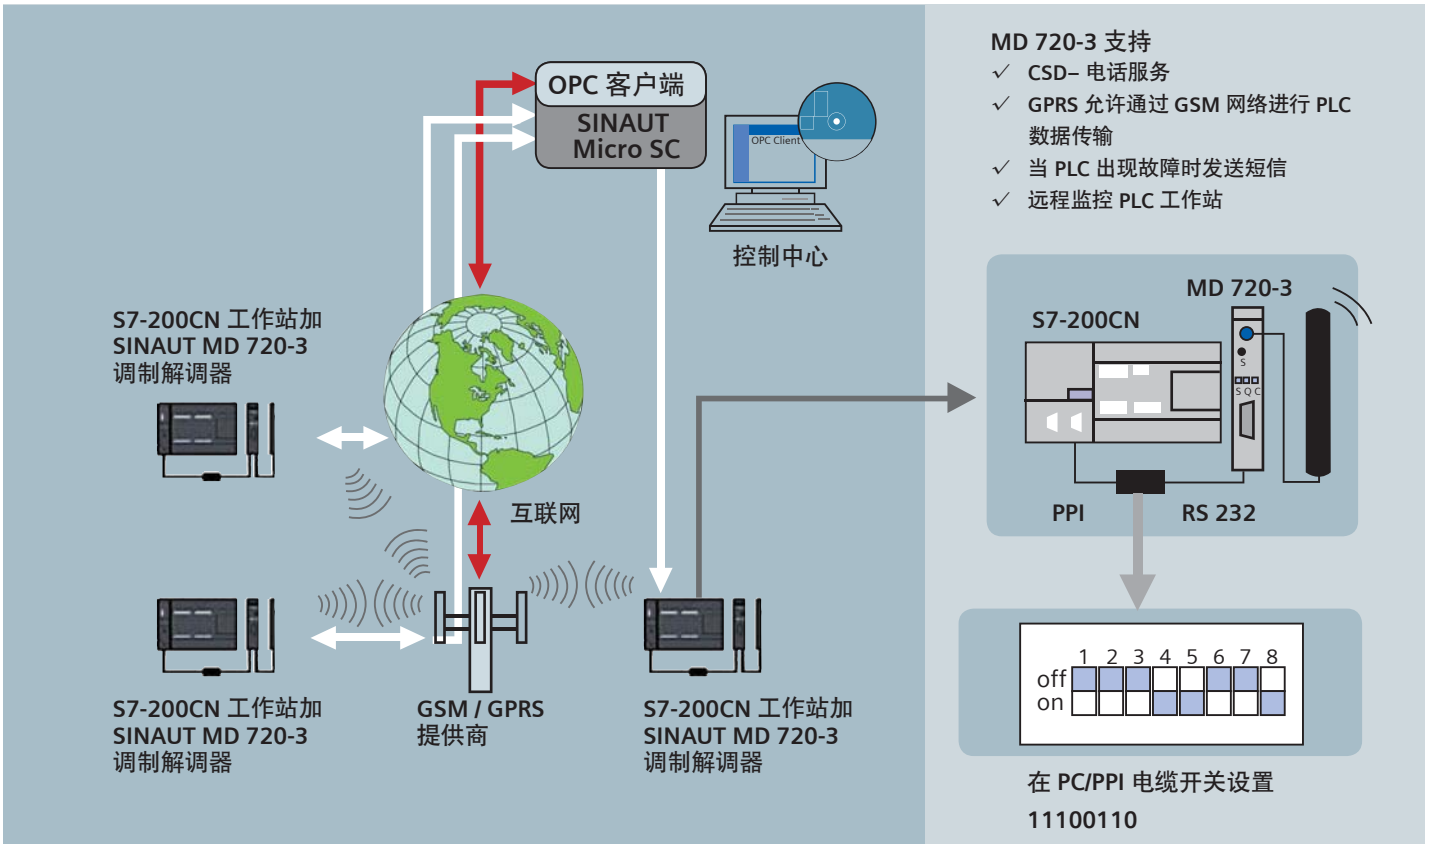 OPC 客户端
SINAUT
Micro SC
OPC Client
控制中心
S7-200CN 工作站加
SINAUT MD 720-3
调制解调器
互联网
S7-200CN 工作站加
SINAUT MD 720-3
调制解调器
GSM / GPRS
提供商
S7-200CN 工作站加
SINAUT MD 720-3
调制解调器
MD 720-3 支持
✓ CSD– 电话服务
✓ GPRS 允许通过 GSM 网络进行 PLC
数据传输
✓ 当 PLC 出现故障时发送短信
✓ 远程监控 PLC 工作站
MD 720-3
S7-200CN
S
S Q C
PPI
RS 232
1 2 3 4 5 6 7 8
off
on
在 PC/PPI 电缆开关设置
11100110